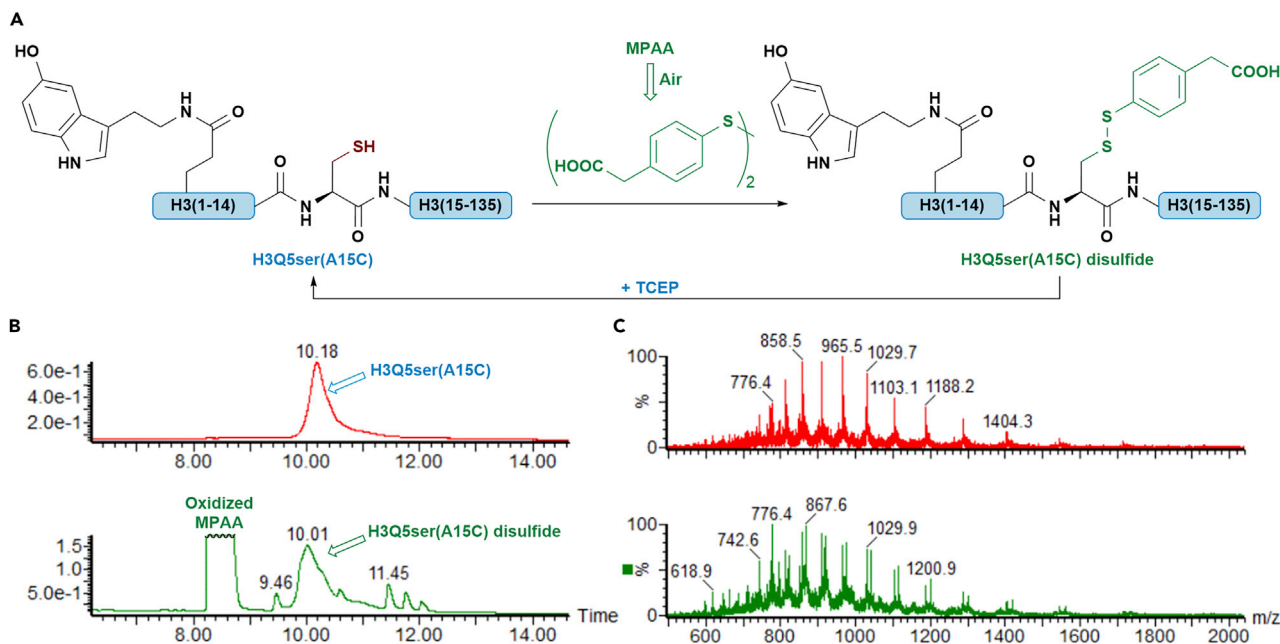 A
HO
HN
H
N
O
H3(1-14)
O
N
H
SH
O
H
N
H3(15-135)
H3Q5ser(A15C)
MPAA
Air
HOOC
S
2
HO
HN
H
N
O
H3(1-14)
O
N
H
S
S
COOH
O
H
N
H3(15-135)
H3Q5ser(A15C) disulfide
+ TCEP
B
10.18
H3Q5ser(A15C)
6.0e-1
4.0e-1
2.0e-1
8.00 10.00 12.00 14.00
Oxidized
MPAA
10.01
H3Q5ser(A15C) disulfide
9.46
11.45
1.5
1.0
5.0e-1
Time
8.00 10.00 12.00 14.00
C
100
%
0
776.4
858.5
965.5
1029.7
1103.1
1188.2
1404.3
100
%
0
618.9
742.6
776.4
867.6
1029.9
1200.9
m/z
600 800 1000 1200 1400 1600 1800 2000